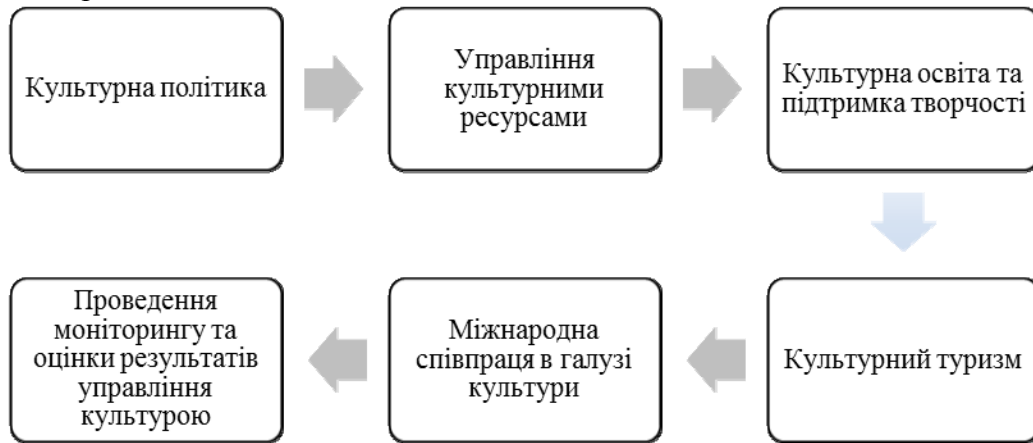 Культурна політика
Управління
культурними
ресурсами
Культурна освіта та
підтримка творчості
Культурний туризм
Міжнародна
співпраця в галузі
культури
Проведення
моніторингу та
оцінки результатів
управління
культурою